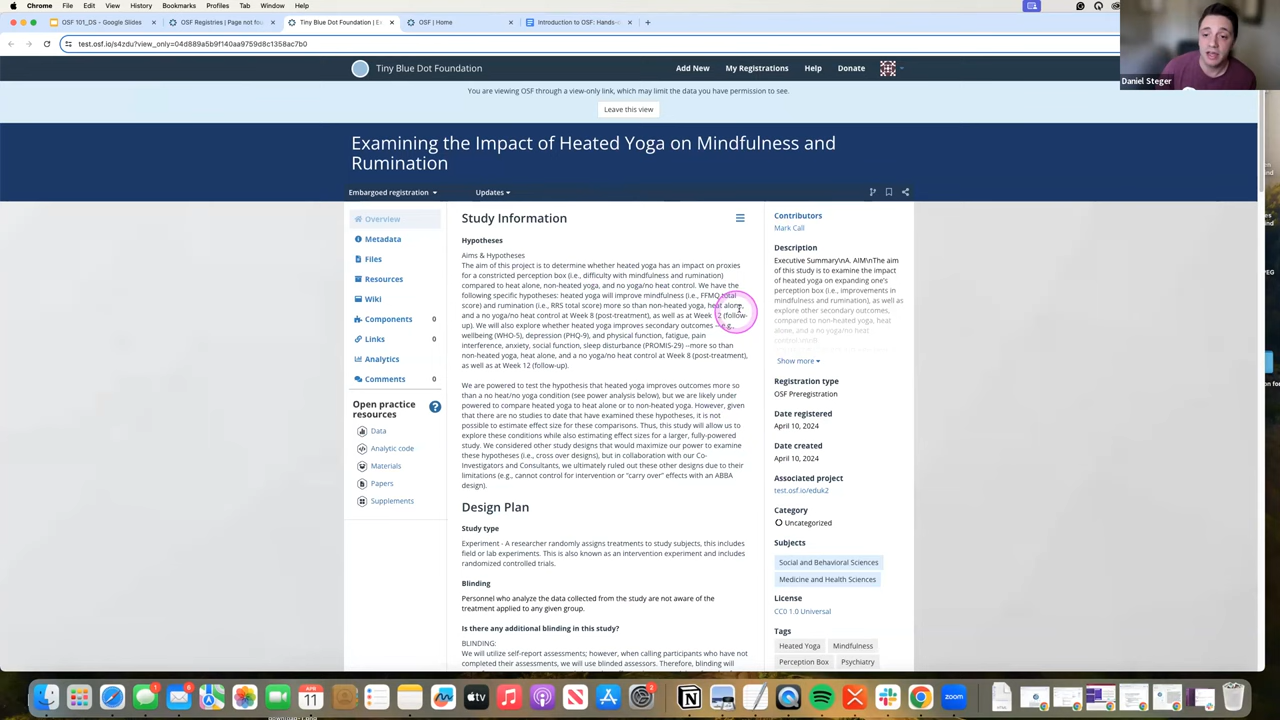 Chrome File Edit View History Bookmarks Profiles Tab Window Help
OSF 101_OS - Google Slides
OSF Registries | Page not fou
Tiny Blue Dot Foundation | E
OSF | Home
Introduction to OSF: Hands-
test.osf.io/s4zdu?view_only=04d889a5b9f140aa9759d8c1358ac7b0
Daniel Steger
Tiny Blue Dot Foundation
Add New My Registrations Help Donate
You are viewing OSF through a view-only link, which may limit the data you have permission to see.
Leave this view
Examining the Impact of Heated Yoga on Mindfulness and
Rumination
Embargoed registration
Updates
Overview
Metadata
Files
Resources
Wiki
Components 0
Links 0
Analytics
Comments 0
Open practice
resources
Data
Analytic code
Materials
Papers
Supplements
Study Information
Hypotheses
Aims & Hypotheses
The aim of this project is to determine whether heated yoga has an impact on proxies
for a constricted perception box (i.e., difficulty with mindfulness and rumination)
compared to heat alone, non-heated yoga, and no yoga/no heat control. We have the
following specific hypotheses: heated yoga will improve mindfulness (i.e., FFMQ total
score) and rumination (i.e., RRS total score) more so than non-heated yoga, heat alone,
and a no yoga/no heat control at Week 8 (post-treatment), as well as at Week 12 (follow-
up). We will also explore whether heated yoga improves secondary outcomes --e.g.,
wellbeing (WHO-5), depression (PHQ-9), and physical function, fatigue, pain
interference, anxiety, social function, sleep disturbance (PROMIS-29) --more so than
non-heated yoga, heat alone, and a no yoga/no heat control at Week 8 (post-treatment),
as well as at Week 12 (follow-up).
We are powered to test the hypothesis that heated yoga improves outcomes more so
than a no heat/no yoga condition (see power analysis below), but we are likely under
powered to compare heated yoga to heat alone or to non-heated yoga. However, given
that there are no studies to date that have examined these hypotheses, it is not
possible to estimate effect size for these comparisons. Thus, this study will allow us to
explore these conditions while also estimating effect sizes for a larger, fully-powered
study. We considered other study designs that would maximize our power to examine
these hypotheses (i.e., cross over designs), but in collaboration with our Co-
Investigators and Consultants, we ultimately ruled out these other designs due to their
limitations (e.g., cannot control for intervention or "carry over" effects with an ABBA
design).
Design Plan
Study type
Experiment - A researcher randomly assigns treatments to study subjects, this includes
field or lab experiments. This is also known as an intervention experiment and includes
randomized controlled trials.
Blinding
Personnel who analyze the data collected from the study are not aware of the
treatment applied to any given group.
Is there any additional blinding in this study?
BLINDING:
We will utilize self-report assessments; however, when calling participants who have not
completed their assessments, we will use blinded assessors. Therefore, blinding will
Contributors
Mark Call
Description
Executive Summary\nA. AIM\nThe aim
of this study is to examine the impact
of heated yoga on expanding one's
perception box (i.e., improvements in
mindfulness and rumination), as well as
explore other secondary outcomes,
compared to non-heated yoga, heat
alone, and a no yoga/no heat
Show more
Registration type
OSF Preregistration
Date registered
April 10, 2024
Date created
April 10, 2024
Associated project
test.osf.io/eduk2
Category
Uncategorized
Subjects
Social and Behavioral Sciences
Medicine and Health Sciences
License
CC0 1.0 Universal
Tags
Heated Yoga Mindfulness
Perception Box Psychiatry
APR
11
tv
zoom